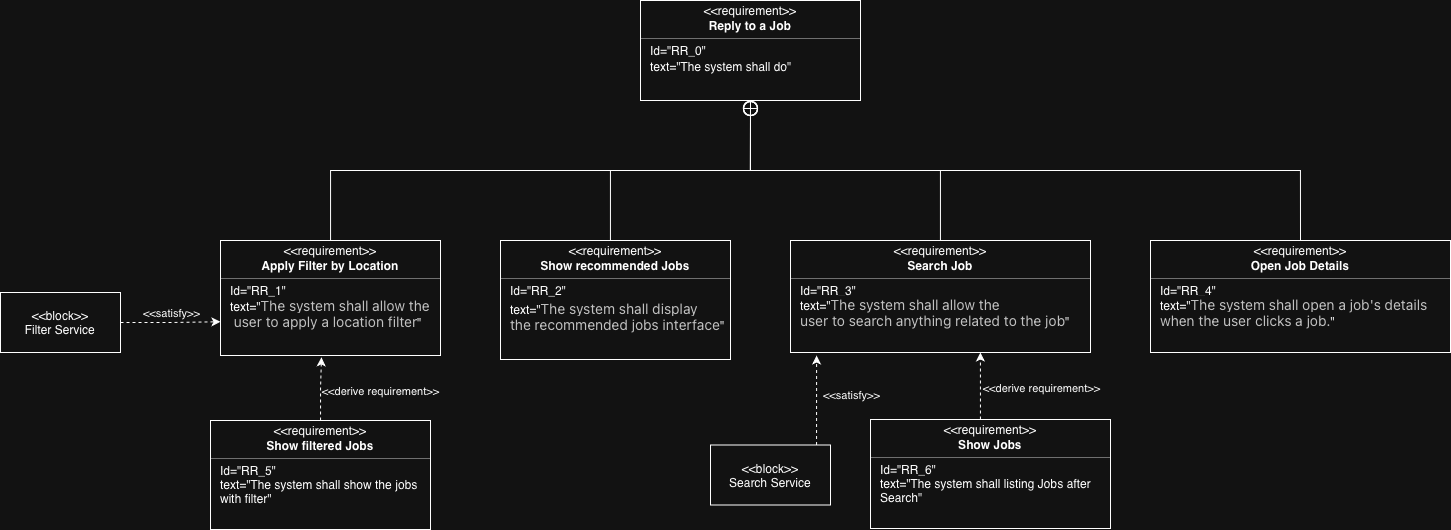 <<requirement>>
Reply to a Job
Id="RR_0"
text="The system shall do"
<<requirement>>
Apply Filter by Location
Id="RR_1"
text="The system shall allow the
user to apply a location filter"
<<requirement>>
Show recommended Jobs
Id="RR_2"
text="The system shall display
the recommended jobs interface"
<<requirement>>
Search Job
Id="RR_3"
text="The system shall allow the
user to search anything related to the job"
<<requirement>>
Open Job Details
Id="RR_4"
text="The system shall open a job's details
when the user clicks a job."
<<block>>
Filter Service
<<satisfy>>
<<derive requirement>>
<<satisfy>>
<<derive requirement>>
<<requirement>>
Show filtered Jobs
Id="RR_5"
text="The system shall show the jobs
with filter"
<<block>>
Search Service
<<requirement>>
Show Jobs
Id="RR_6"
text="The system shall listing Jobs after
Search"